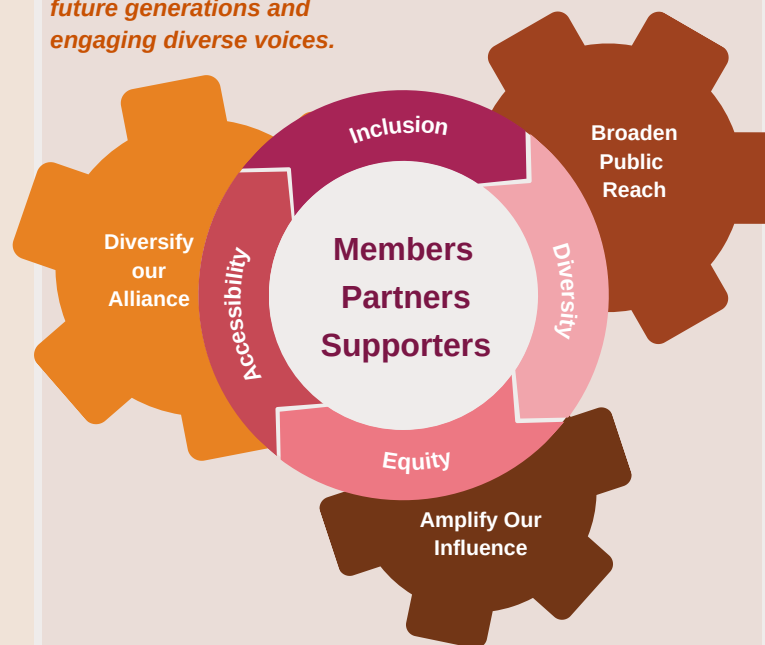 future generations and
engaging diverse voices.
Inclusion
Broaden
Public
Reach
Diversify
our
Alliance
Accessibility
Members
Partners
Supporters
Diversity
Equity
Amplify Our
Influence